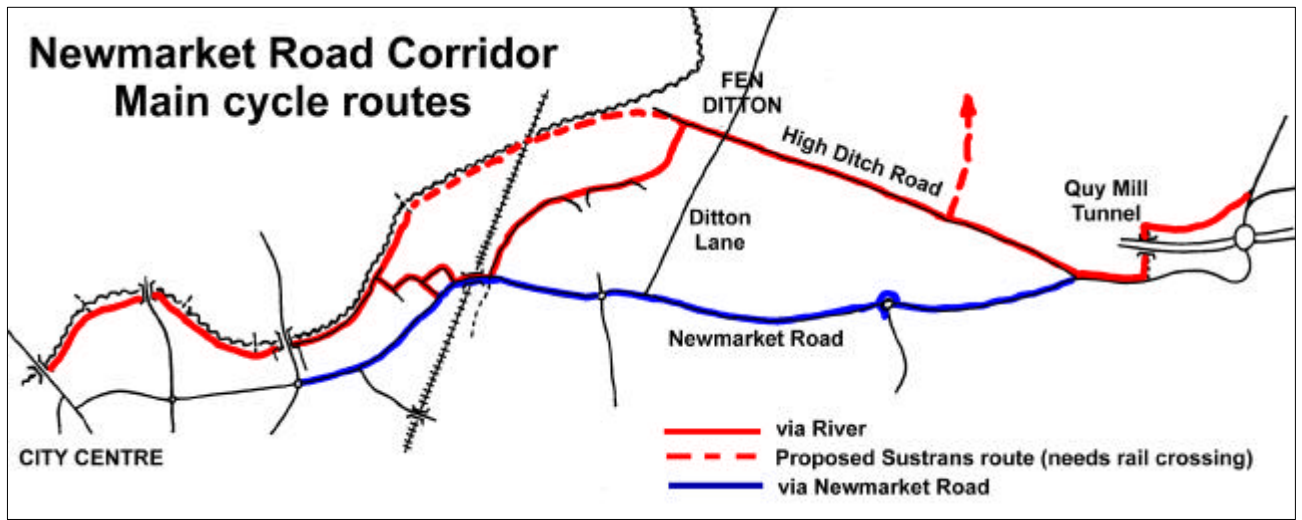 Newmarket Road Corridor
Main cycle routes
FEN
DITTON
High Ditch Road
Quy Mill
Tunnel
Ditton
Lane
Newmarket Road
CITY CENTRE
via River
Proposed Sustrans route (needs rail crossing)
via Newmarket Road